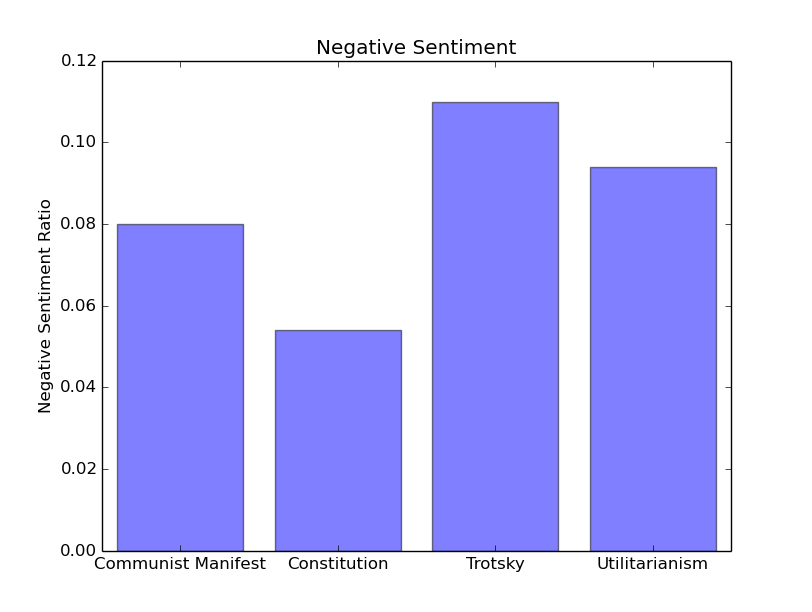 Negative Sentiment
Negative Sentiment Ratio
0.12
0.10
0.08
0.06
0.04
0.02
0.00
Communist Manifest Constitution Trotsky Utilitarianism